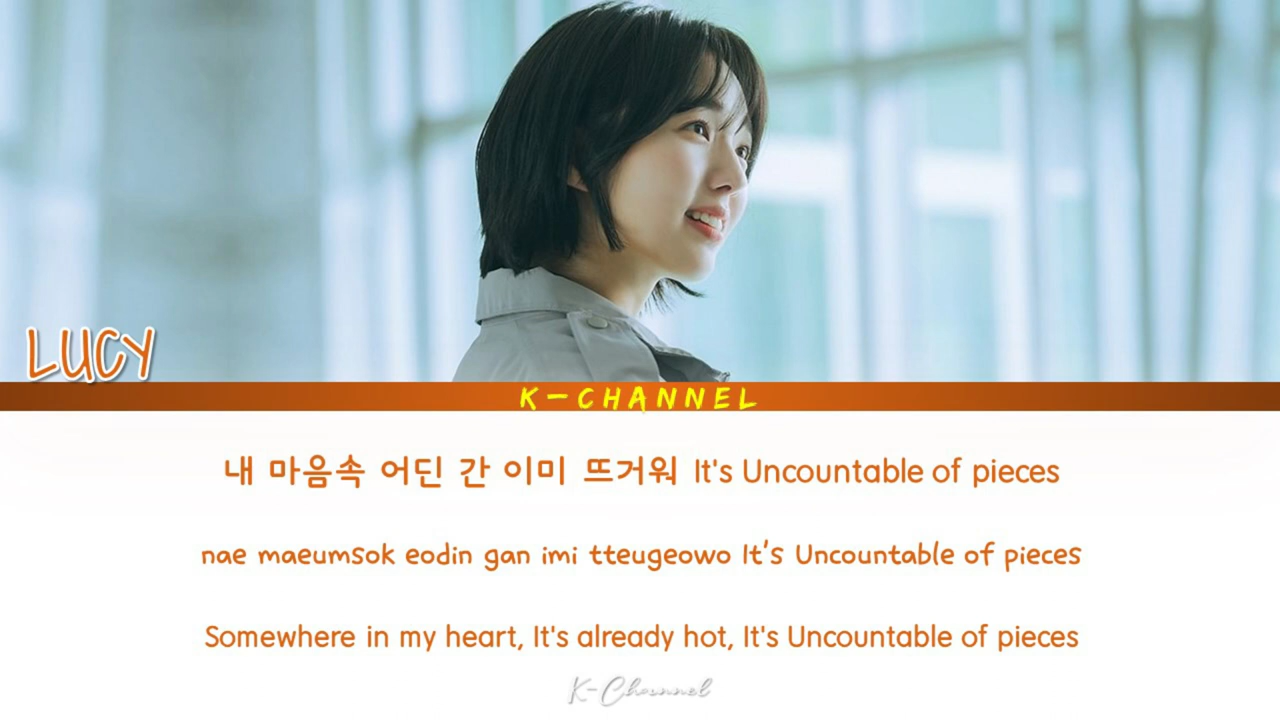 LUCY
K-CHANNEL
내 마음속 어딘 간 이미 뜨거워 It's Uncountable of pieces
nae maeumsok eodin gan imi tteugeowo It's Uncountable of pieces
Somewhere in my heart, It's already hot, It's Uncountable of pieces
K-Channel